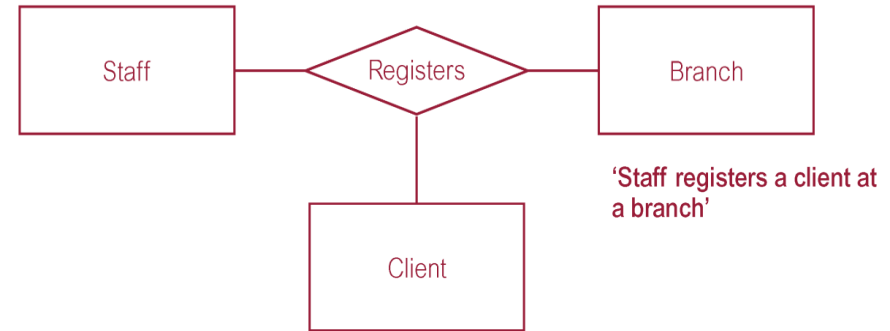 Staff
Registers
Branch
‘Staff registers a client at
a branch’
Client